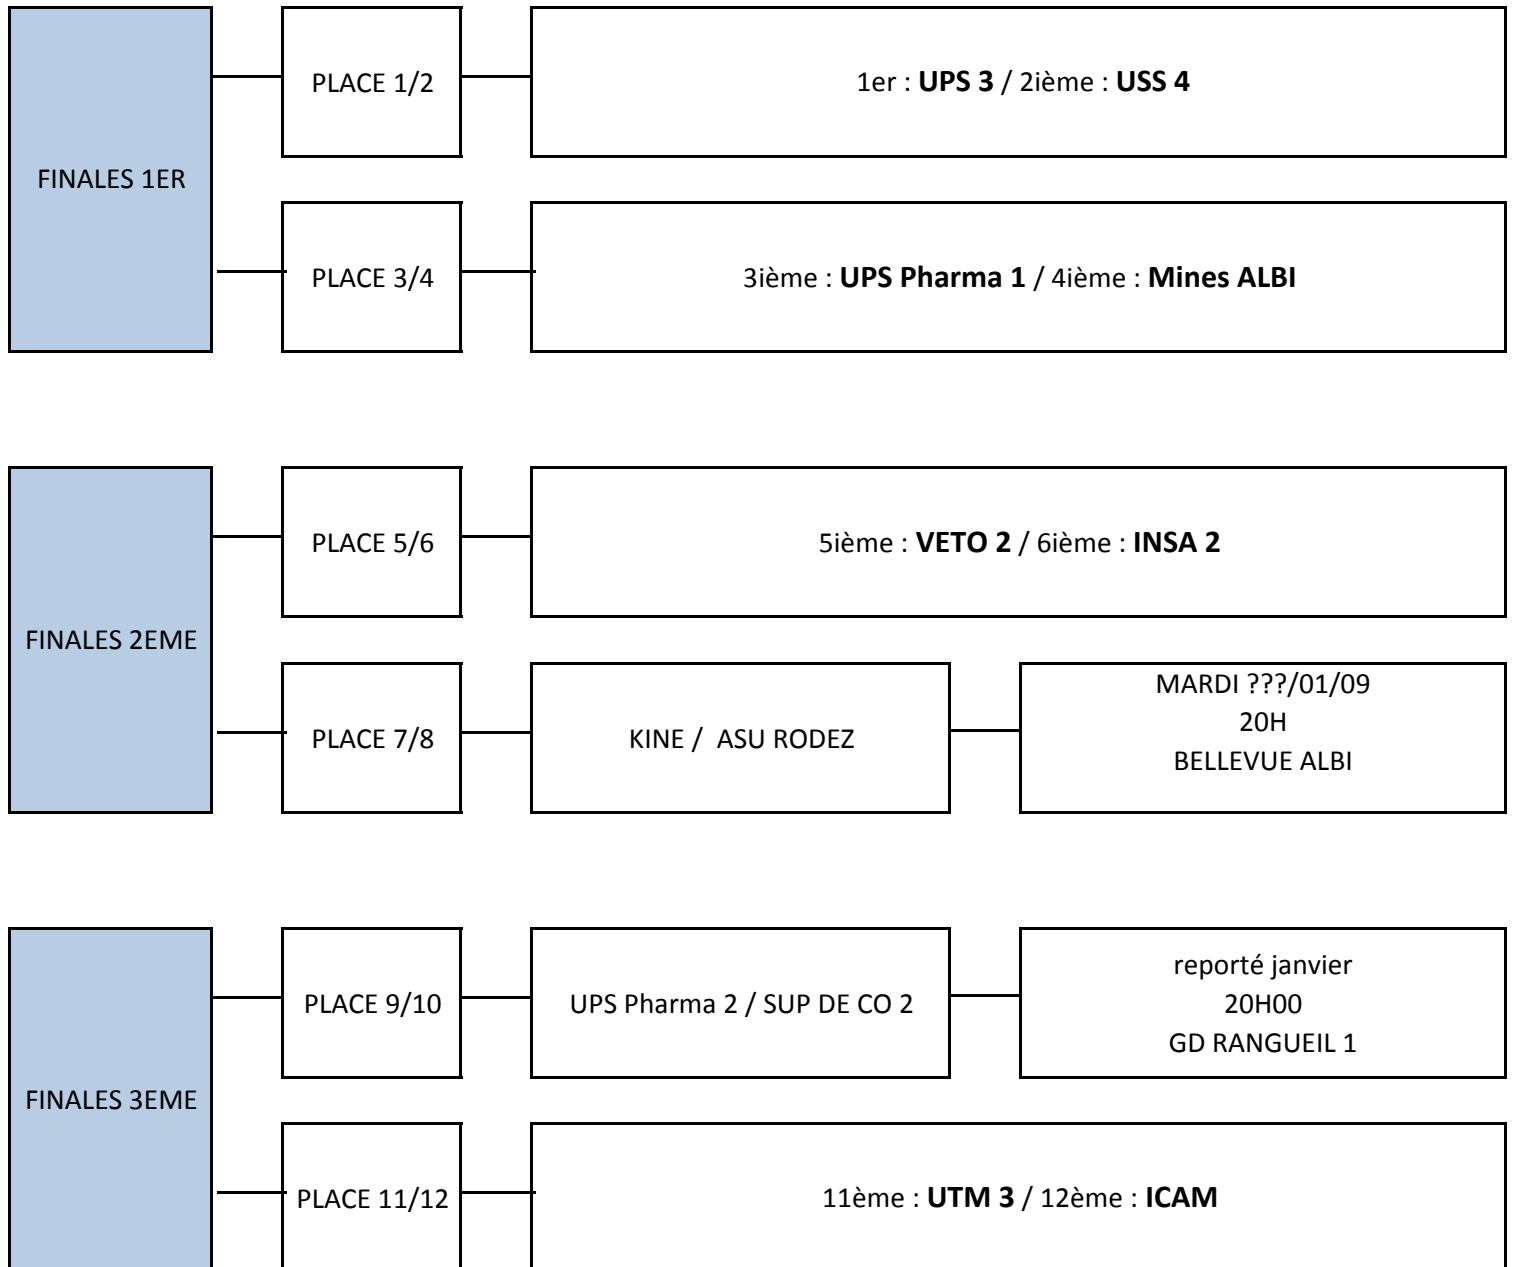 FINALES 1ER
PLACE 1/2
1er : UPS 3 / 2ième : USS 4
PLACE 3/4
3ième : UPS Pharma 1 / 4ième : Mines ALBI
FINALES 2EME
PLACE 5/6
5ième : VETO 2 / 6ième : INSA 2
PLACE 7/8
KINE /  ASU RODEZ
MARDI ???/01/09
20H
BELLEVUE ALBI
FINALES 3EME
PLACE 9/10
UPS Pharma 2 / SUP DE CO 2
reporté janvier
20H00
GD RANGUEIL 1
PLACE 11/12
11ème : UTM 3 / 12ème : ICAM